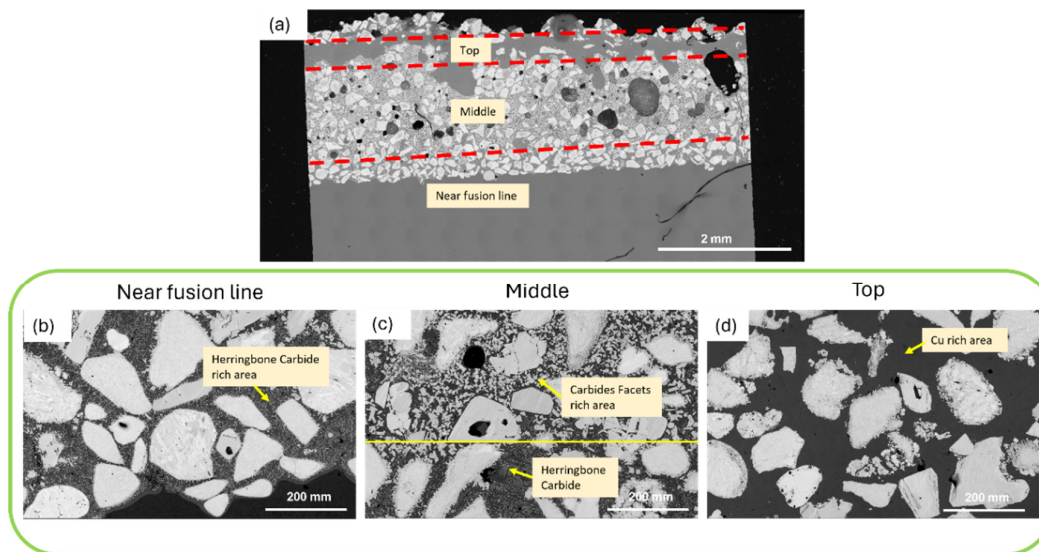 (a)
Top
Middle
Near fusion line
2 mm
Near fusion line
Middle
Top
(b)
Herringbone Carbide
rich area
200 mm
(c)
Carbides Facets
rich area
Herringbone
Carbide
200 mm
(d)
Cu rich area
200 mm